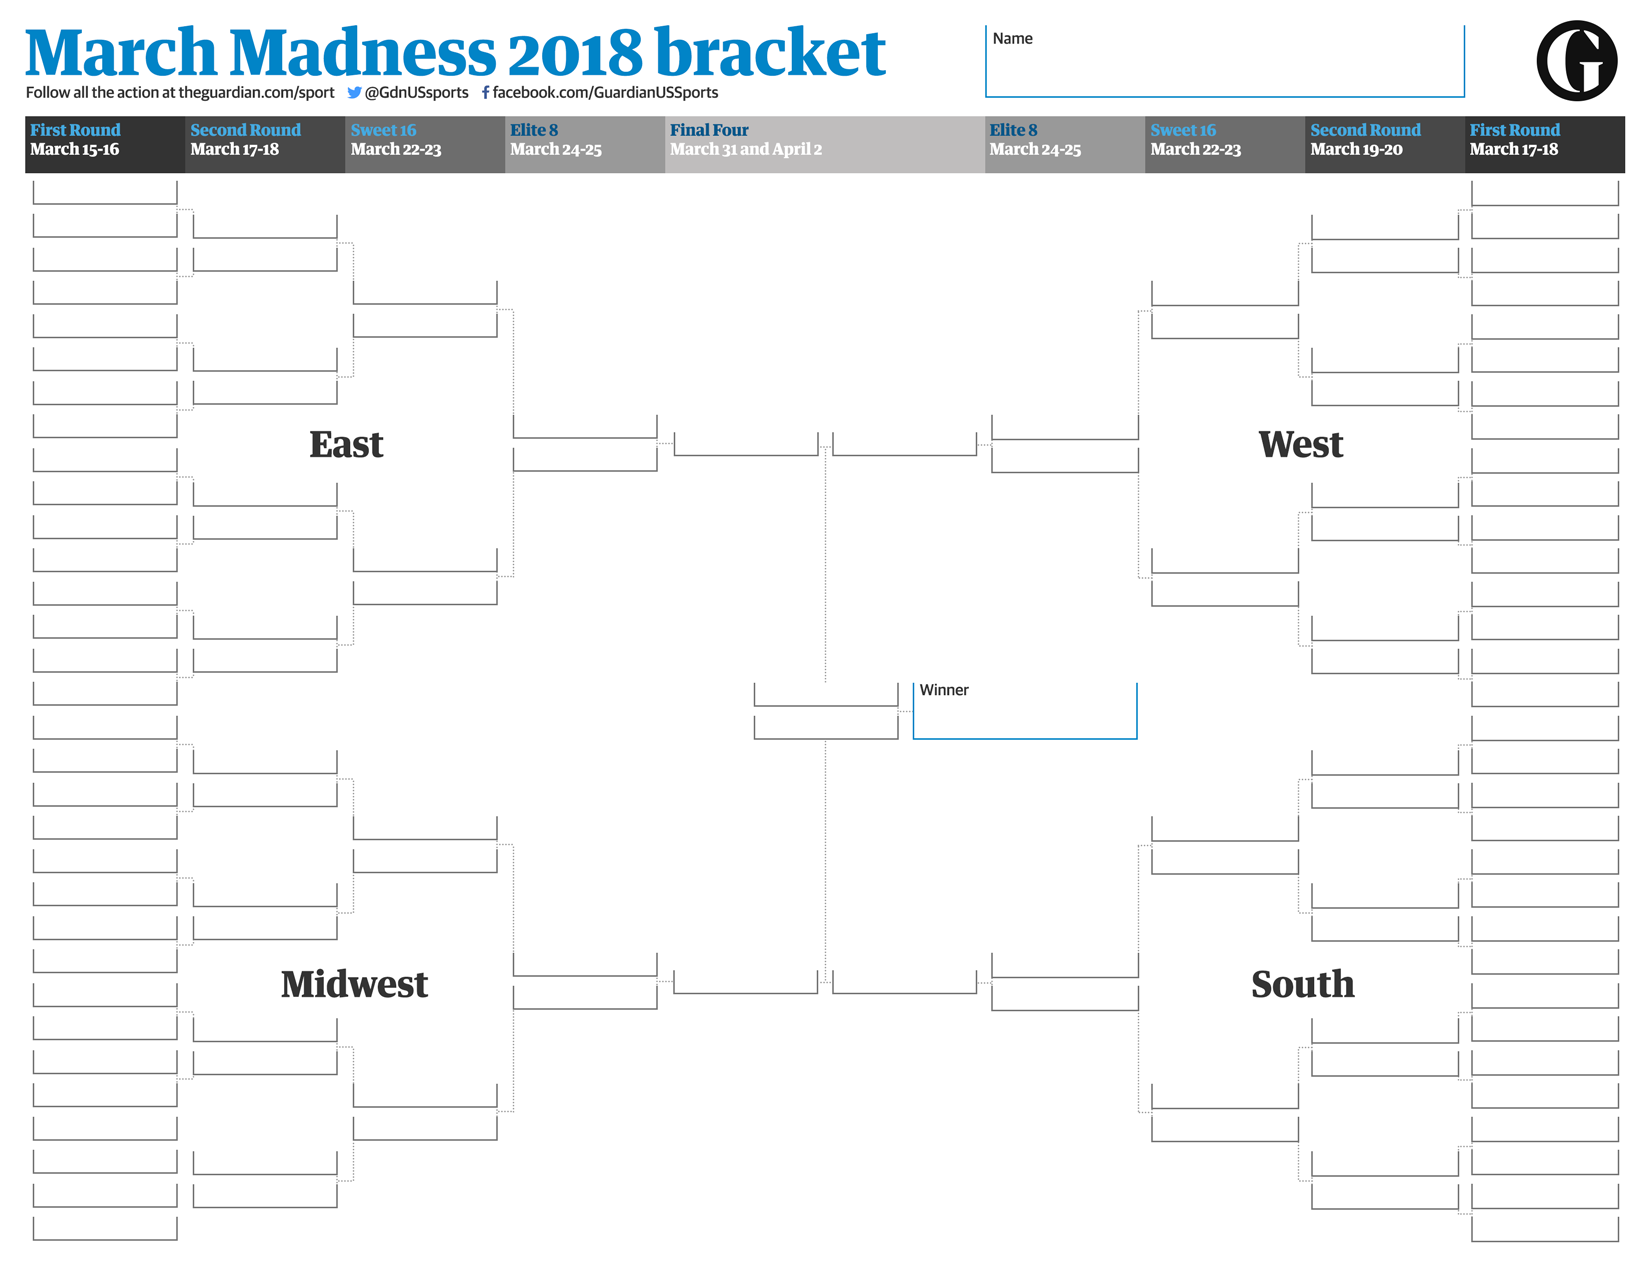 March Madness 2018 bracket
Name
G
Follow all the action at theguardian.com/sport @GdnUSsports facebook.com/GuardianUSSports
First Round Second Round Sweet 16 Elite 8 Final Four Elite 8 Sweet 16 Second Round First Round
March 15-16 March 17-18 March 22-23 March 24-25 March 31 and April 2 March 24-25 March 22-23 March 19-20 March 17-18
East West
Winner
Midwest South